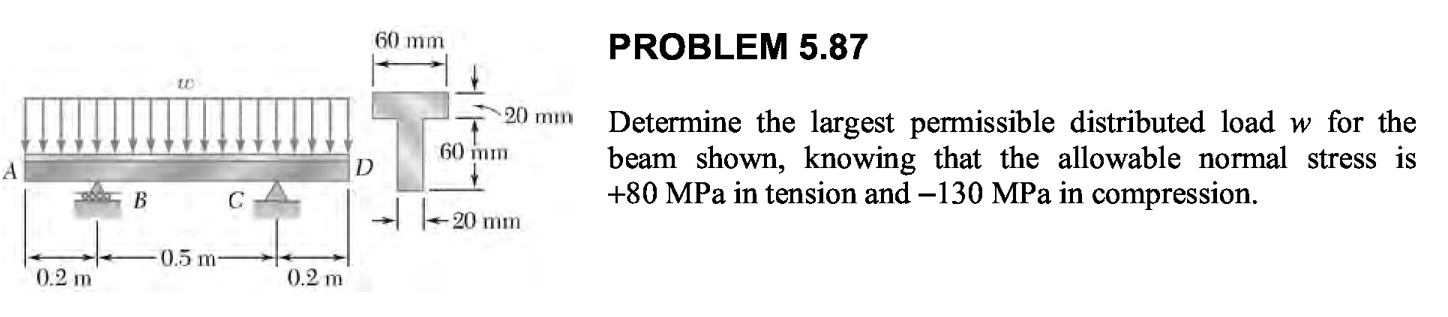 60 mm
PROBLEM 5.87
w
20 mm
Determine the largest permissible distributed load w for the
60 mm
beam shown, knowing that the allowable normal stress is
A
D
+80 MPa in tension and –130 MPa in compression.
B
C
20 mm
0.5 m
0.2 m
0.2 m